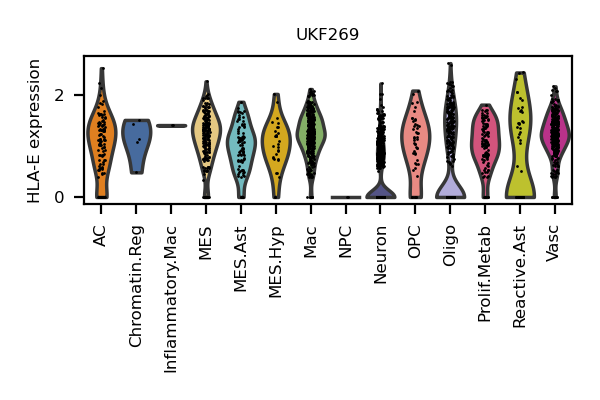 UKF269
HLA-E expression
2
0
AC
Chromatin.Reg
Inflammatory.Mac
MES
MES.Ast
MES.Hyp
Mac
NPC
Neuron
OPC
Oligo
Prolif.Metab
Reactive.Ast
Vasc